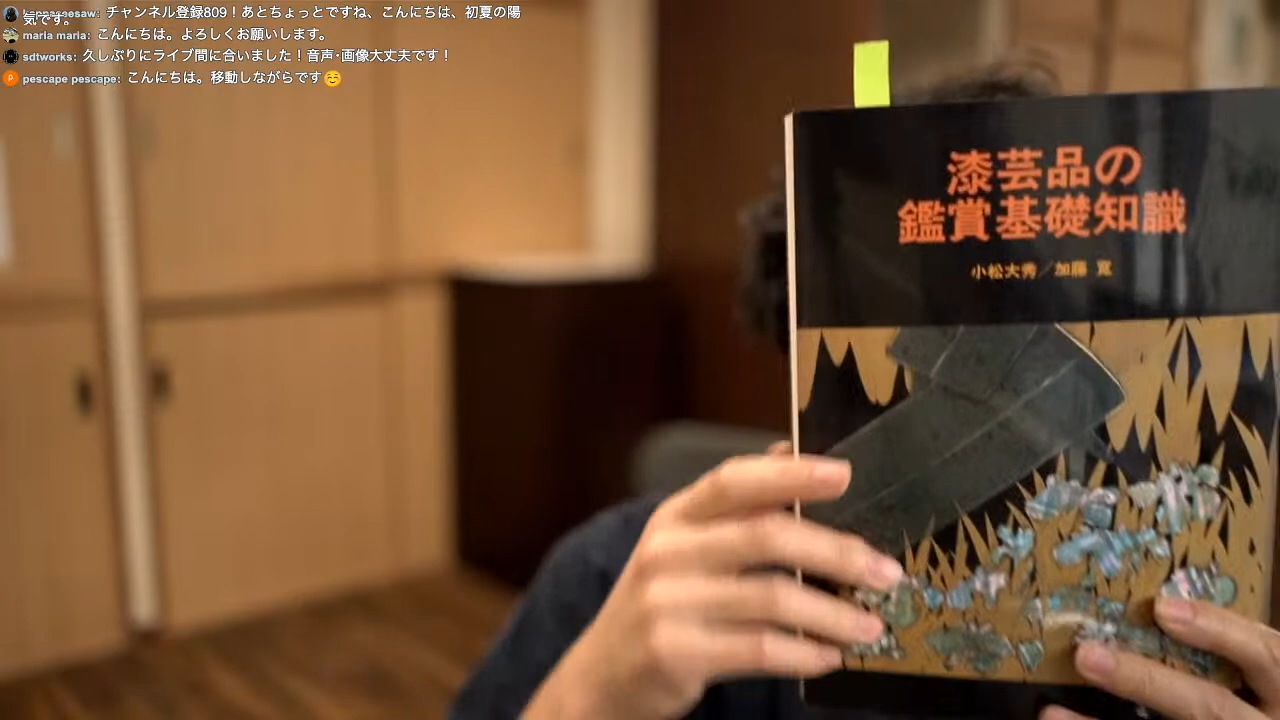 チャンネル登録809！あとちょっとですね、こんにちは、初夏の陽
気です。
maria maria: こんにちは。よろしくお願いします。
sdtworks: 久しぶりにライブ間に合いました！音声･画像大丈夫です！
pescape pescape: こんにちは。移動しながらです☺️
漆芸品の
鑑賞基礎知識
小松大秀／加藤 寛